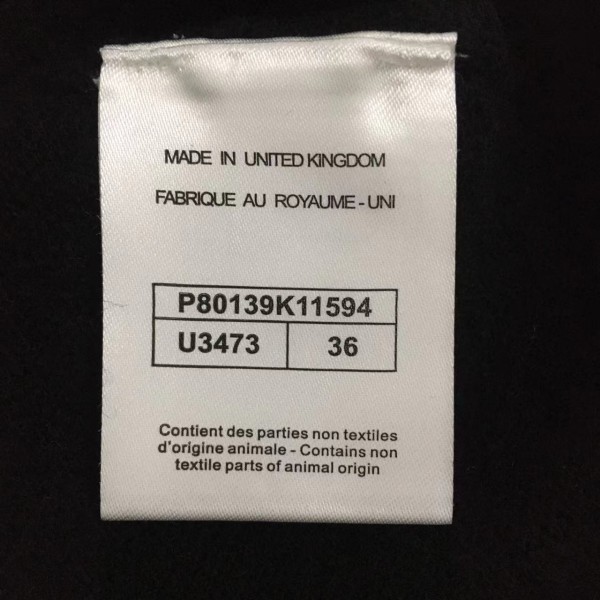 MADE IN UNITED KINGDOM
FABRIQUE AU ROYAUME-UNI
P80139K11594
U3473 36
Contient des parties non textiles
d'origine animale - Contains non
textile parts of animal origin